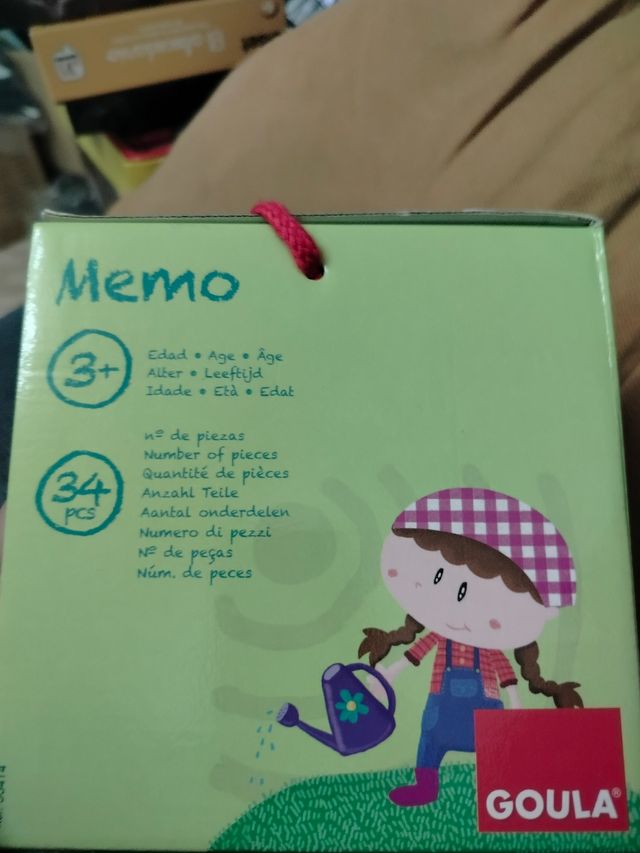 Memo
3+
Edad • Age • Âge
Alter • Leeftijd
Idade • Età • Edat
34
pcs
nº de piezas
Number of pieces
Quantité de pièces
Anzahl Teile
Aantal onderdelen
Numero di pezzi
Nº de peças
Núm. de peces
GOULA®